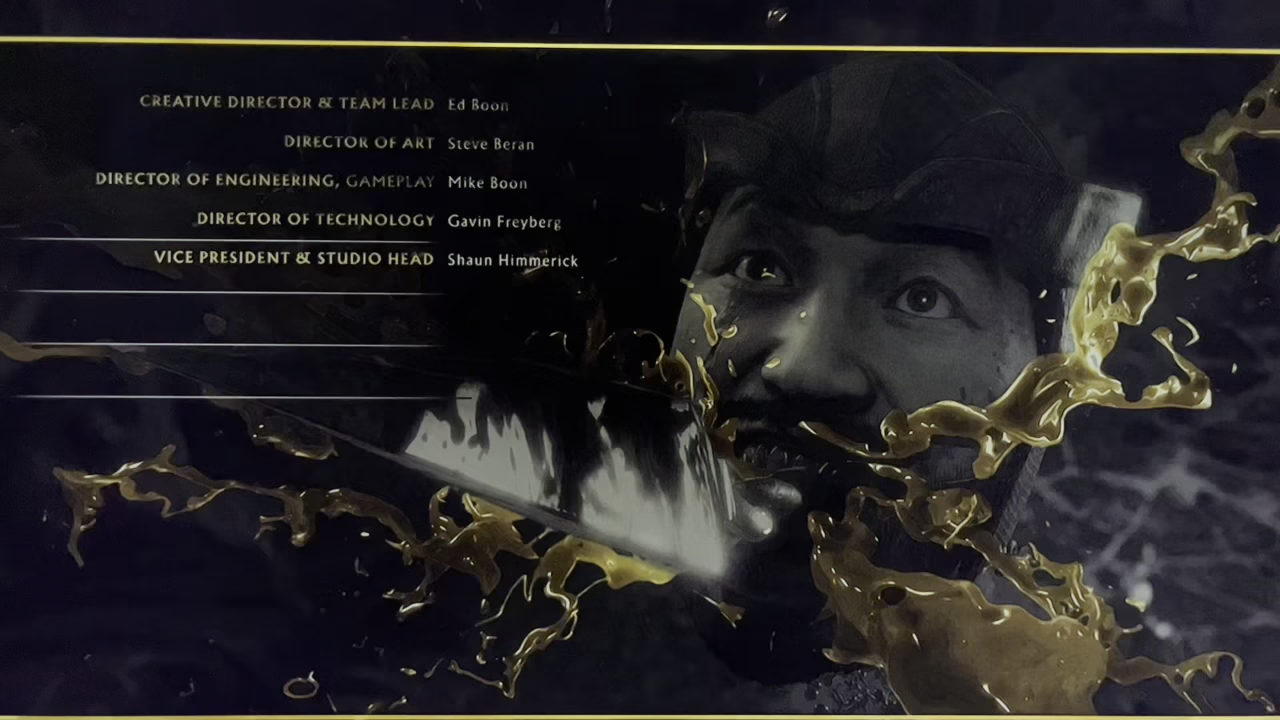 CREATIVE DIRECTOR & TEAM LEAD Ed Boon
DIRECTOR OF ART Steve Beran
DIRECTOR OF ENGINEERING, GAMEPLAY Mike Boon
DIRECTOR OF TECHNOLOGY Gavin Freyberg
VICE PRESIDENT & STUDIO HEAD Shaun Himmerick